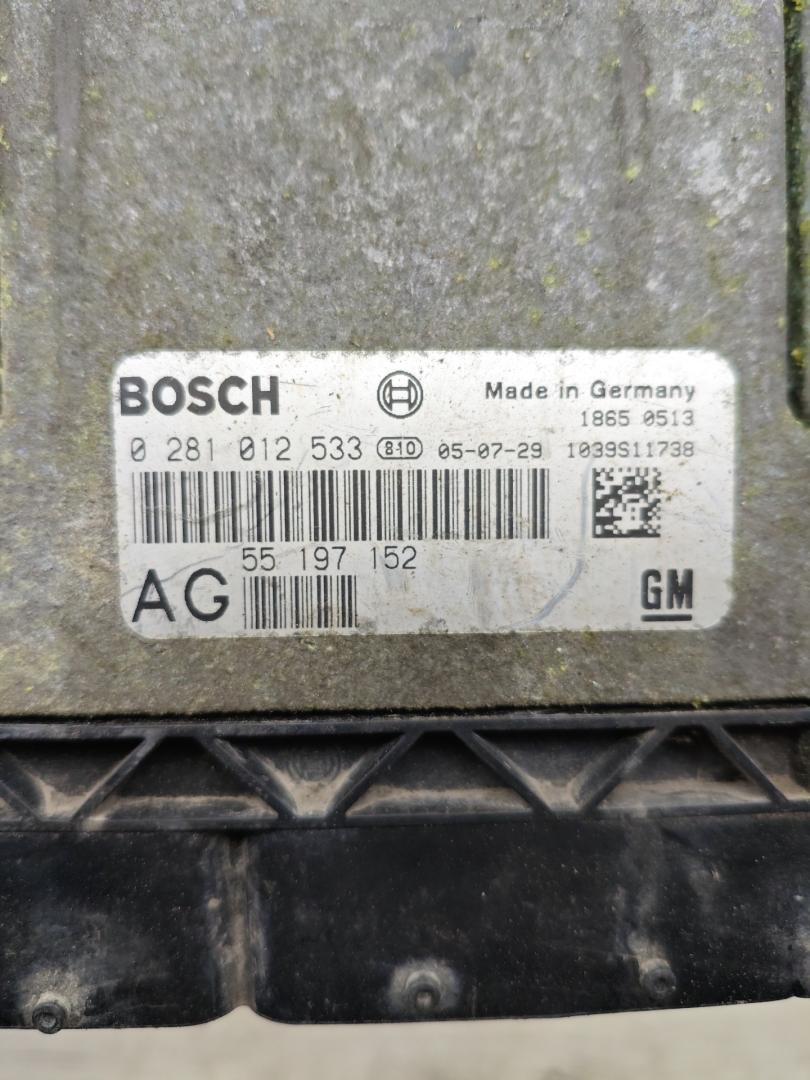 BOSCH
Made in Germany
1865 0513
0 281 012 533 810 05-07-29 1039S11738
55 197 152
AG
GM